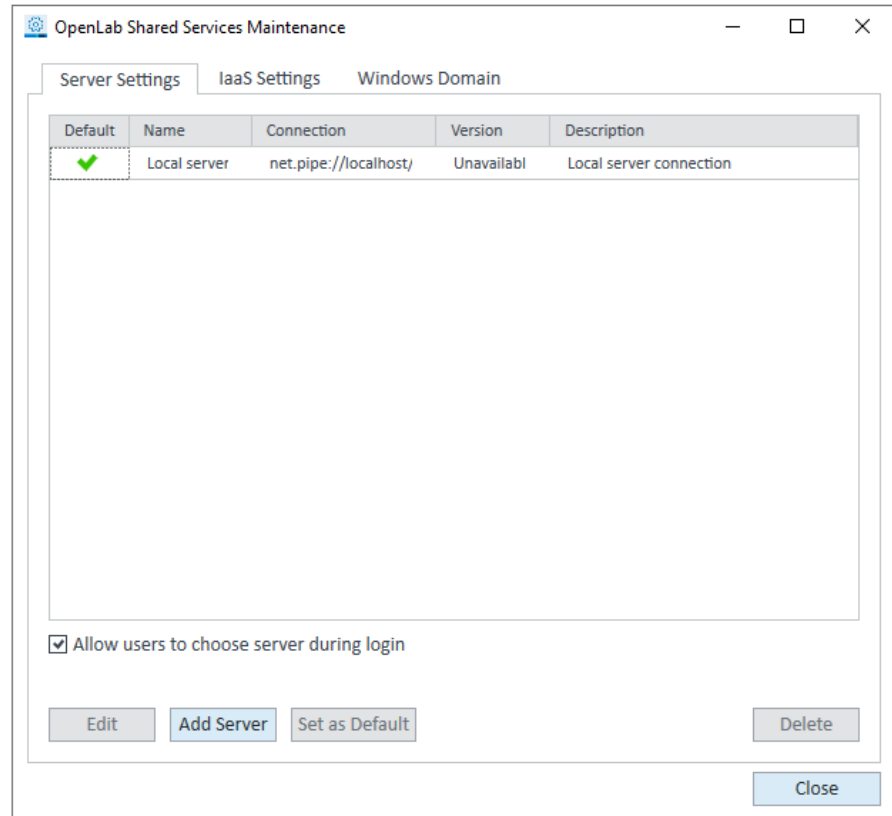 OpenLab Shared Services Maintenance
Server Settings IaaS Settings Windows Domain
Default Name Connection Version Description
Local server net.pipe://localhost/ Unavailabl Local server connection
Allow users to choose server during login
Edit Add Server Set as Default Delete
Close